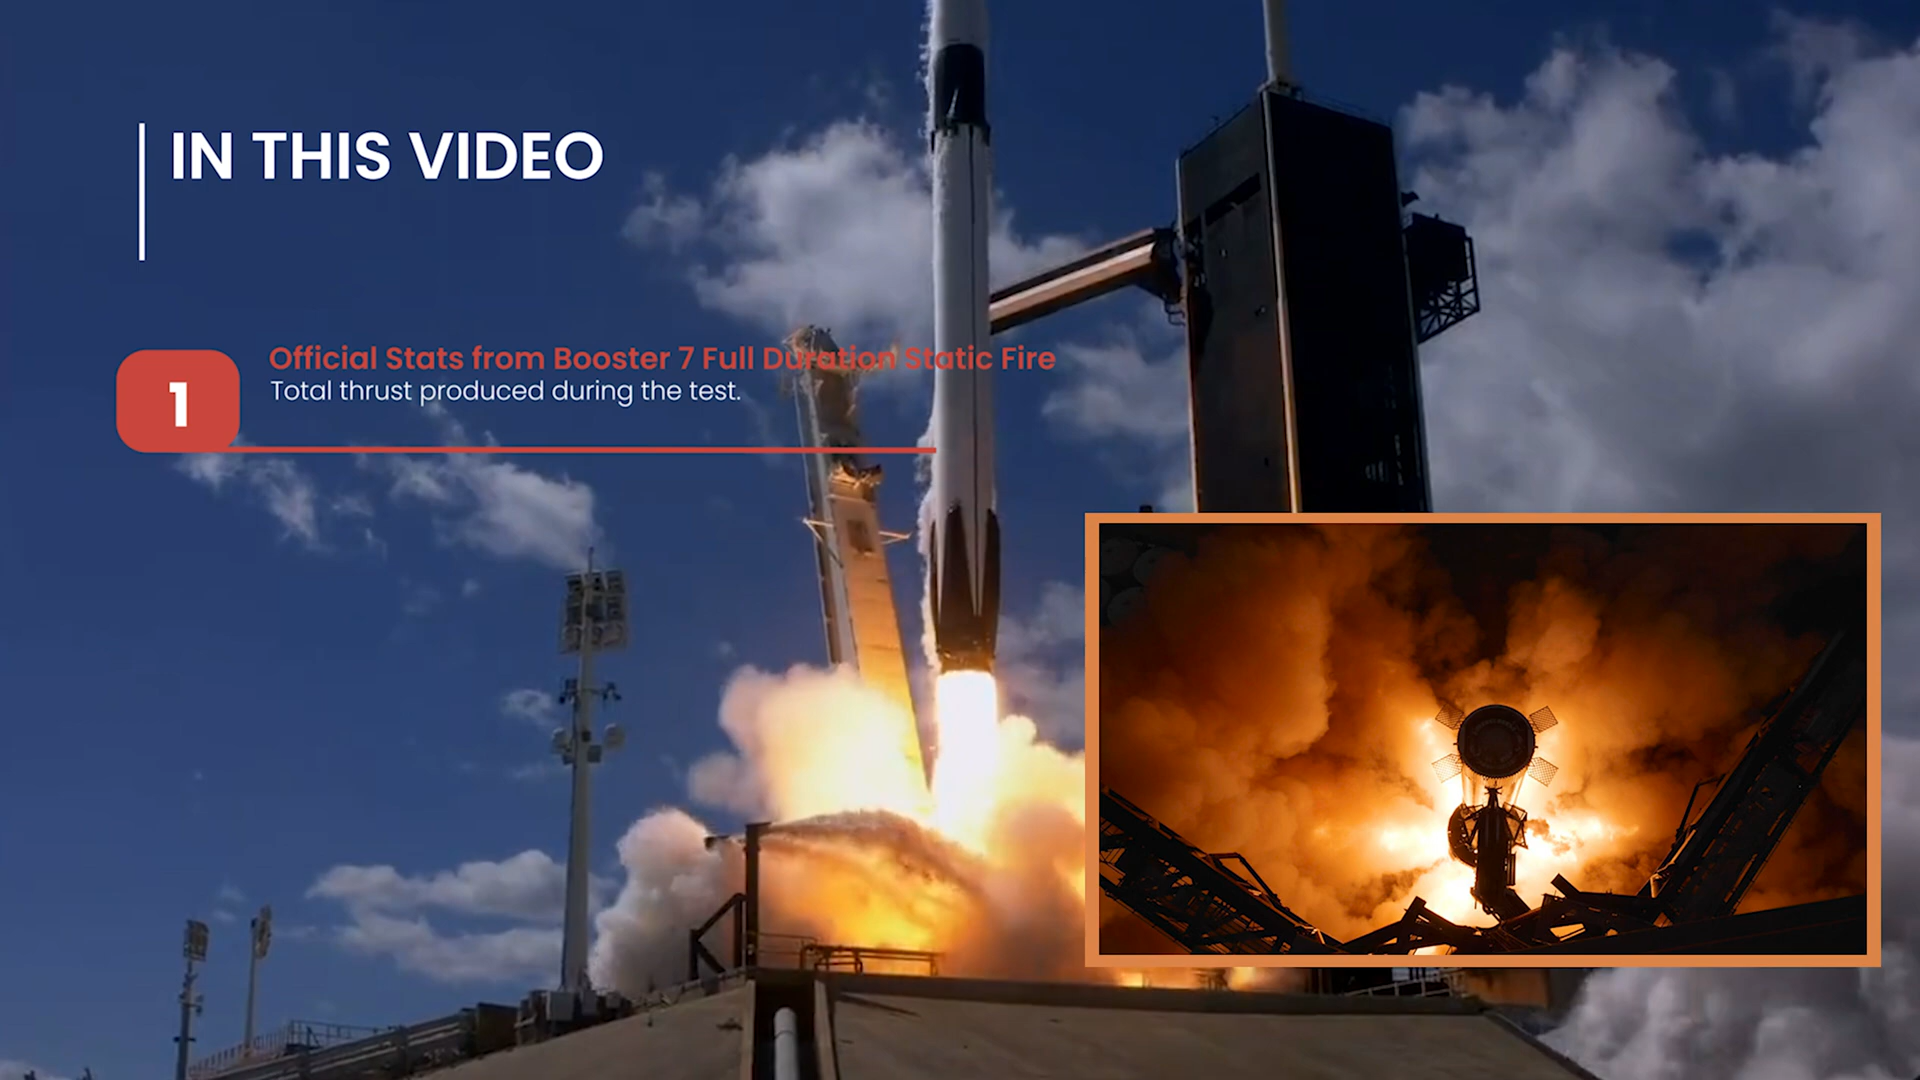 IN THIS VIDEO
1
Official Stats from Booster 7 Full Duration Static Fire
Total thrust produced during the test.